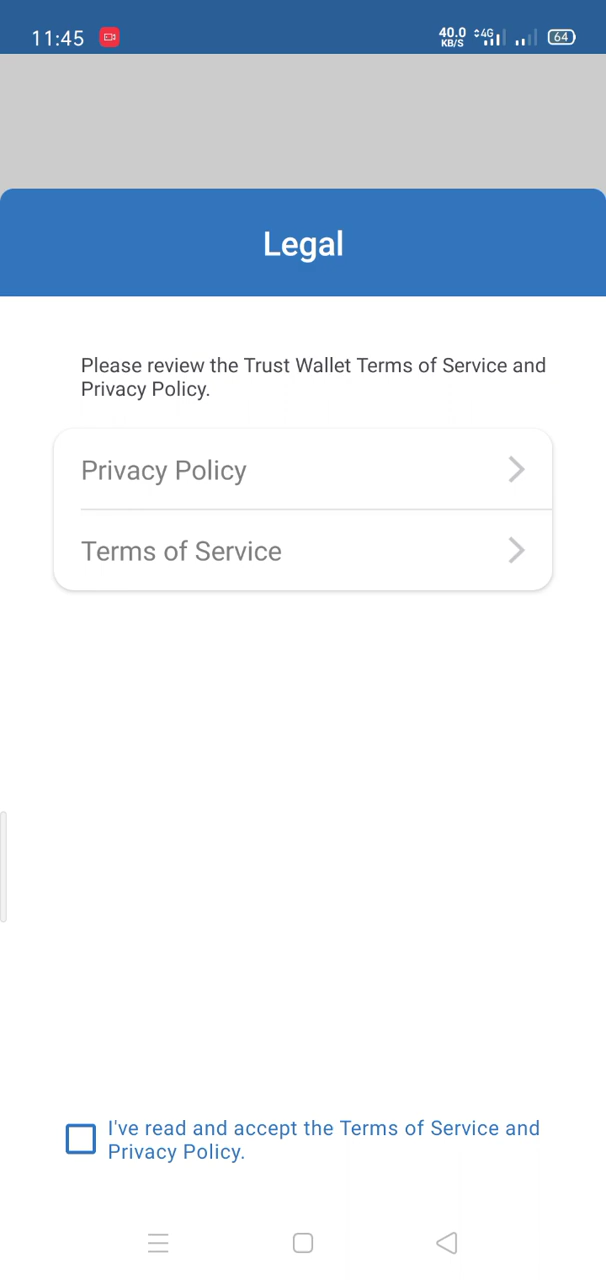 11:45
40.0
KB/S
4G
64
Legal
Please review the Trust Wallet Terms of Service and
Privacy Policy.
Privacy Policy
Terms of Service
I've read and accept the Terms of Service and
Privacy Policy.